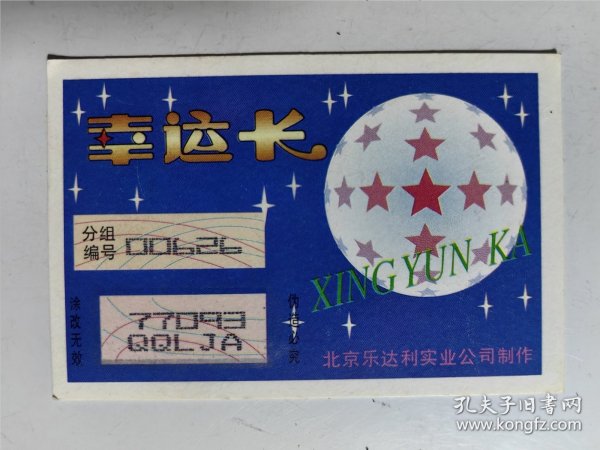 幸运长
分组
编号 00626
XING YUN KA
涂改无效
77093
QQLJA
伪造必究
北京乐达利实业公司制作
孔夫子旧书网
www.kongfz.com